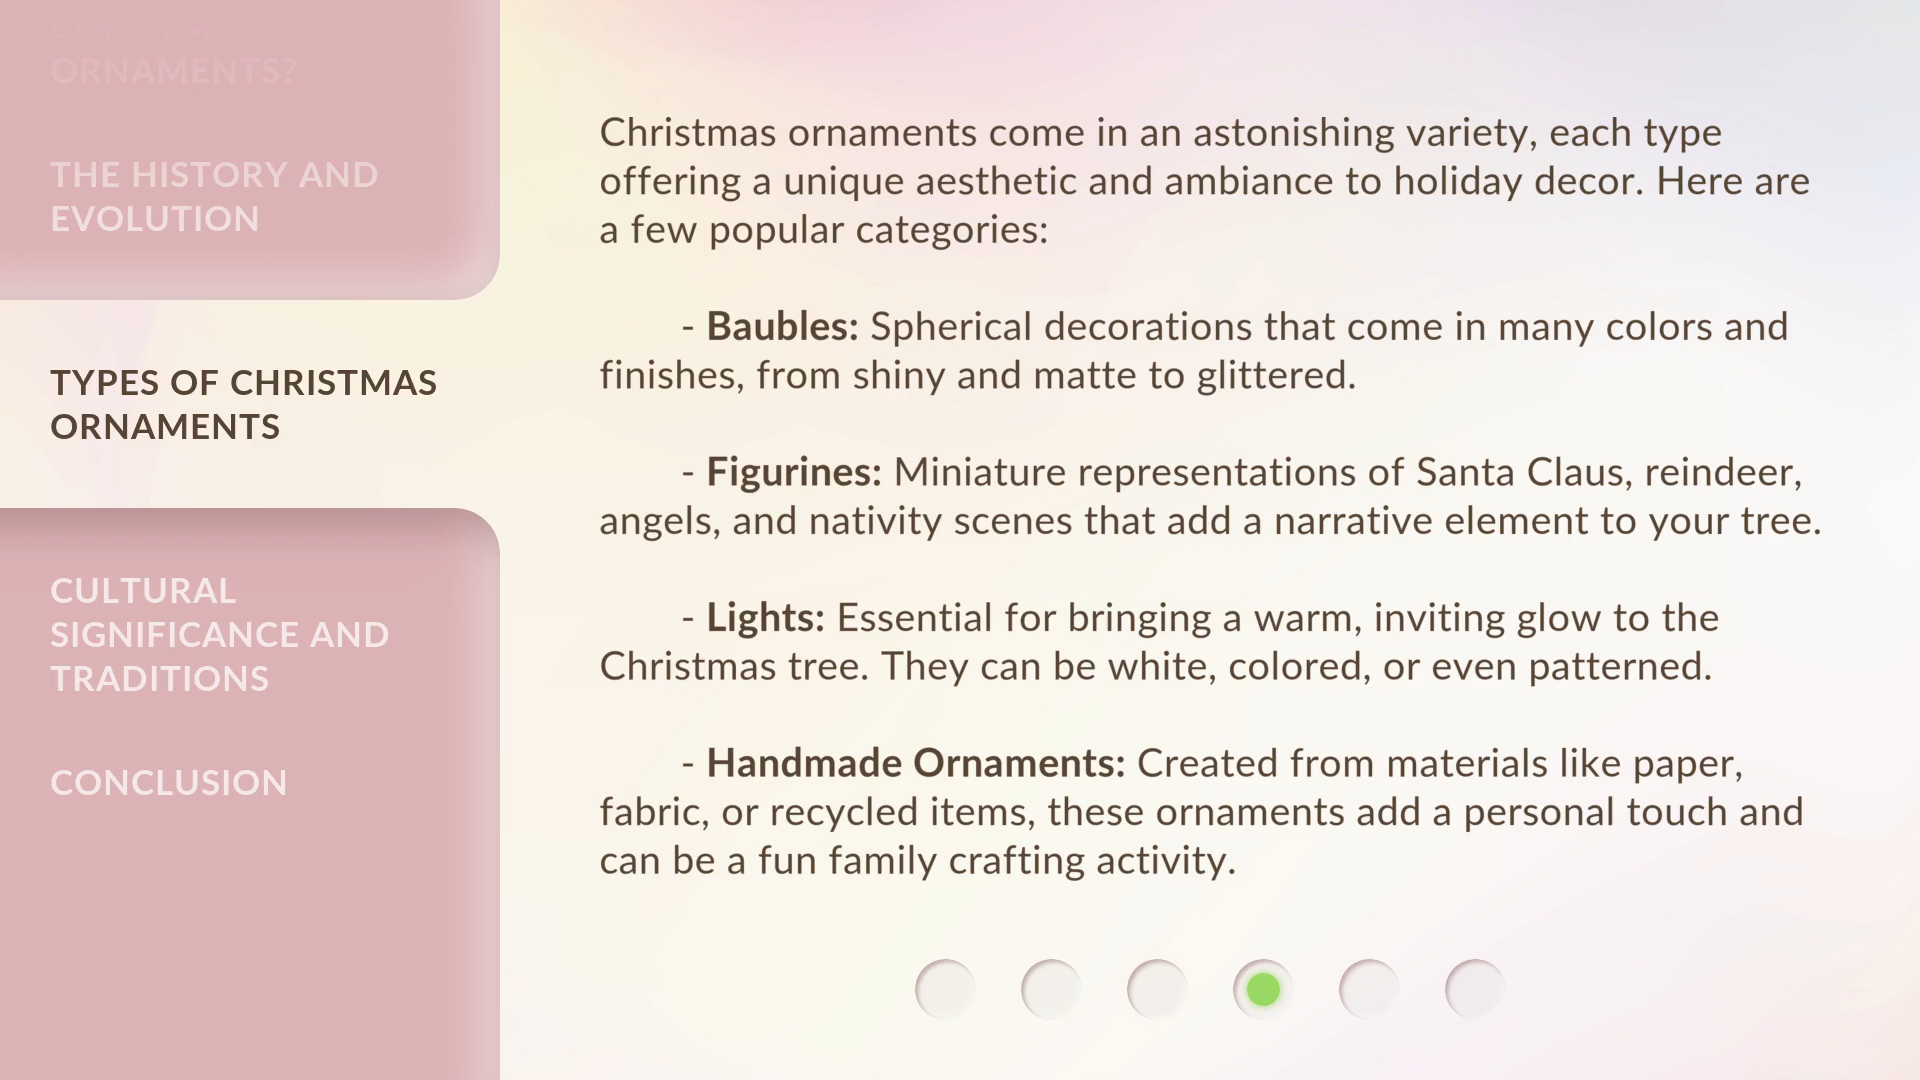 CHRISTMAS
ORNAMENTS?
THE HISTORY AND
EVOLUTION
TYPES OF CHRISTMAS
ORNAMENTS
CULTURAL
SIGNIFICANCE AND
TRADITIONS
CONCLUSION
Christmas ornaments come in an astonishing variety, each type
offering a unique aesthetic and ambiance to holiday decor. Here are
a few popular categories:
- Baubles: Spherical decorations that come in many colors and
finishes, from shiny and matte to glittered.
- Figurines: Miniature representations of Santa Claus, reindeer,
angels, and nativity scenes that add a narrative element to your tree.
- Lights: Essential for bringing a warm, inviting glow to the
Christmas tree. They can be white, colored, or even patterned.
- Handmade Ornaments: Created from materials like paper,
fabric, or recycled items, these ornaments add a personal touch and
can be a fun family crafting activity.